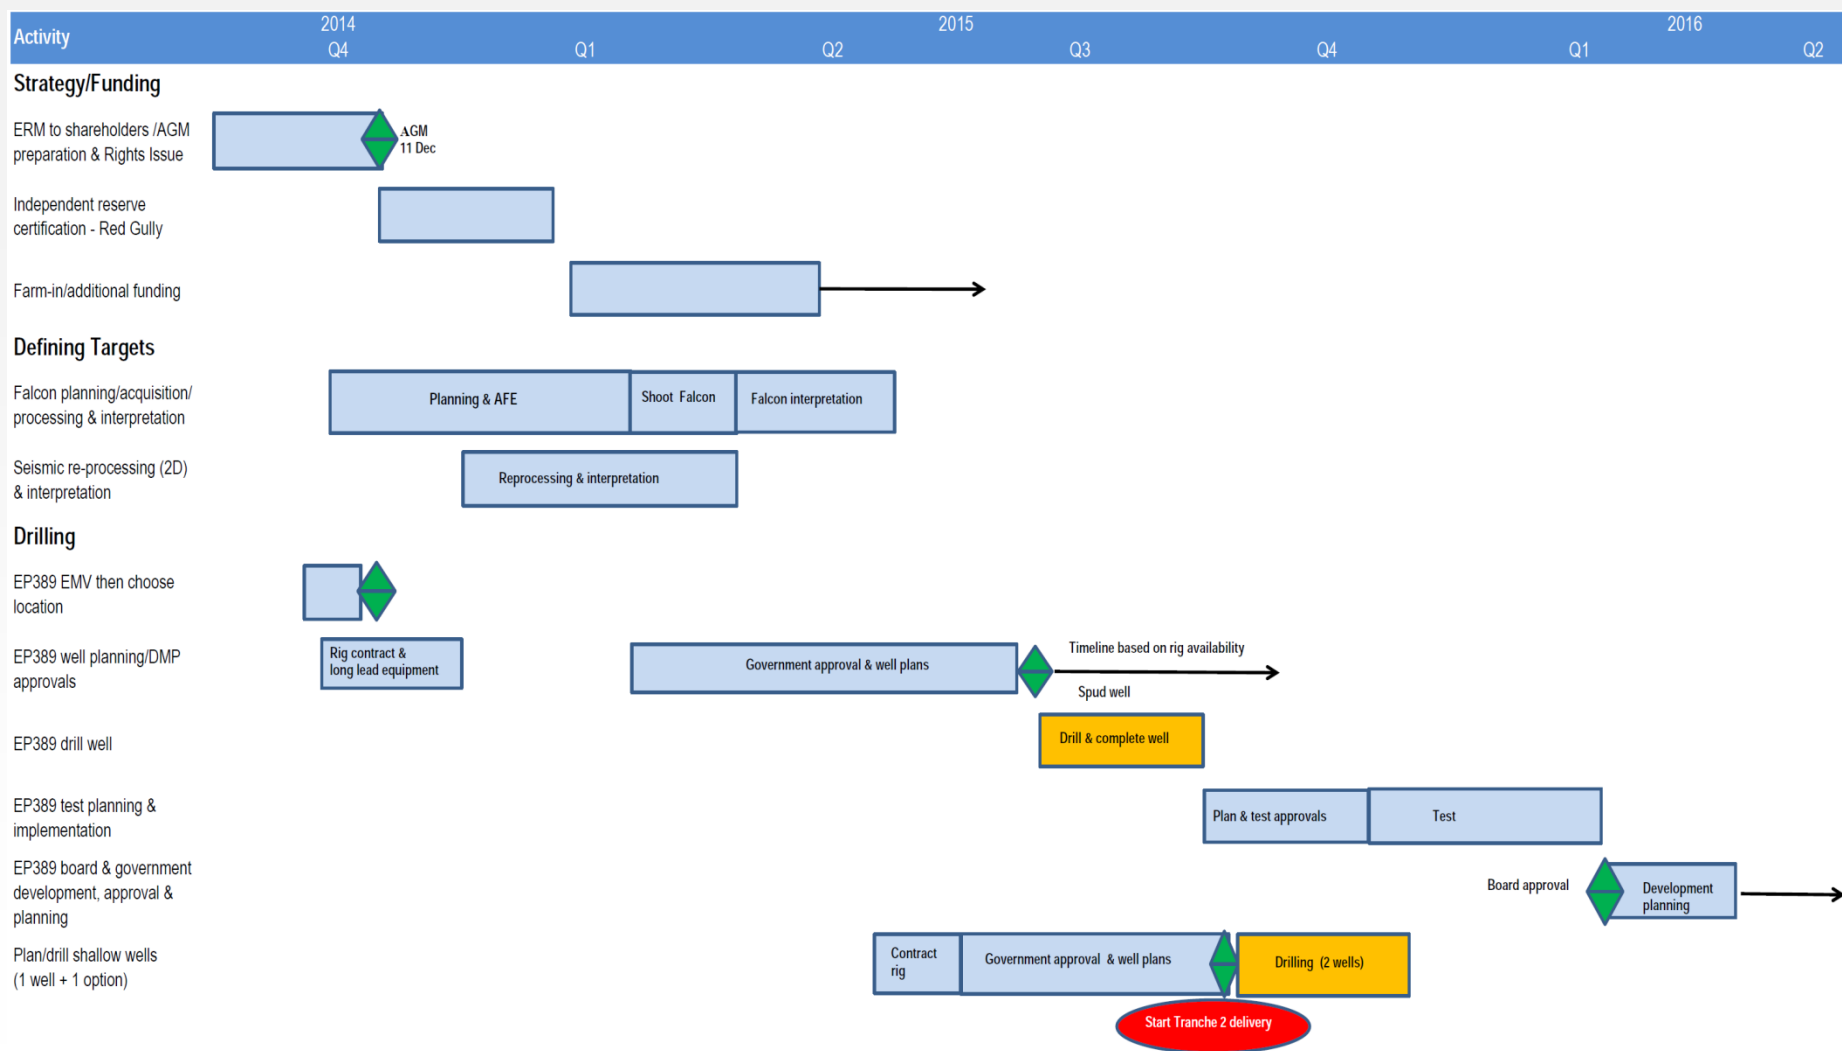 Activity
2014
2015
2016
Q4
Q1
Q2
Q3
Q4
Q1
Q2
Strategy/Funding
ERM to shareholders /AGM
preparation & Rights Issue
AGM
11 Dec
Independent reserve
certification - Red Gully
Farm-in/additional funding
Defining Targets
Falcon planning/acquisition/
processing & interpretation
Planning & AFE
Shoot Falcon
Falcon interpretation
Seismic re-processing (2D)
& interpretation
Reprocessing & interpretation
Drilling
EP389 EMV then choose
location
EP389 well planning/DMP
approvals
Rig contract &
long lead equipment
Government approval & well plans
Timeline based on rig availability
Spud well
EP389 drill well
Drill & complete well
EP389 test planning &
implementation
Plan & test approvals
Test
EP389 board & government
development, approval &
planning
Board approval
Development
planning
Plan/drill shallow wells
(1 well + 1 option)
Contract
rig
Government approval & well plans
Drilling (2 wells)
Start Tranche 2 delivery